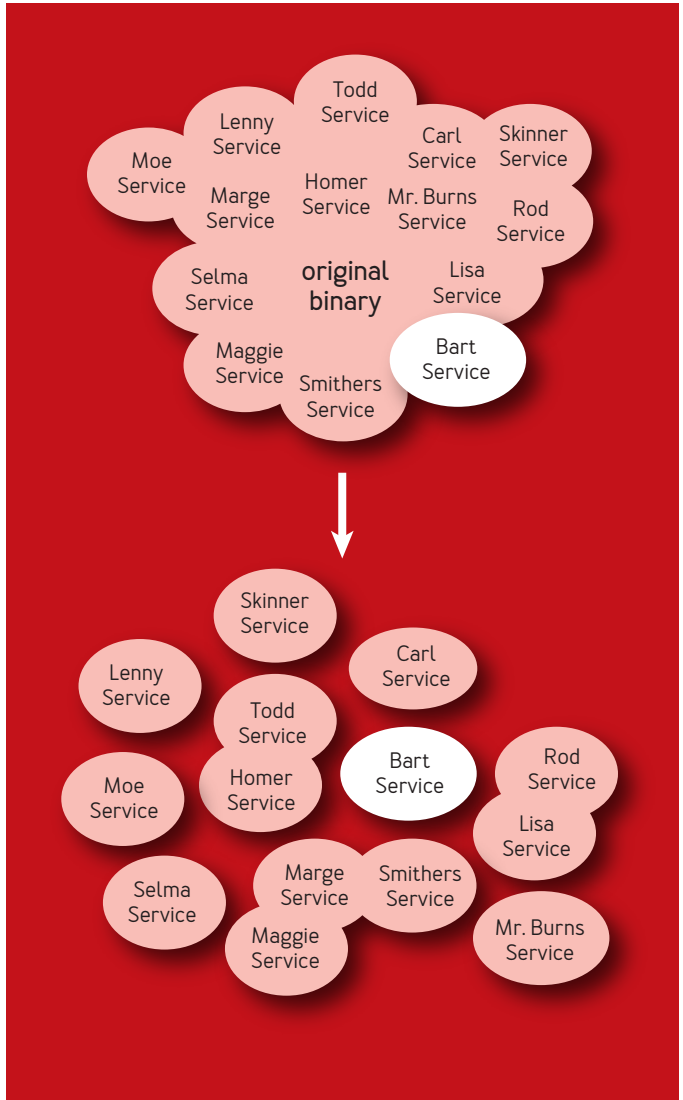 Todd
Service
Lenny
Service
Carl
Service
Skinner
Service
Moe
Service
Homer
Service
Marge
Service
Mr. Burns
Service
Rod
Service
original
binary
Selma
Service
Lisa
Service
Maggie
Service
Bart
Service
Smithers
Service
Skinner
Service
Carl
Service
Lenny
Service
Todd
Service
Bart
Service
Rod
Service
Moe
Service
Homer
Service
Lisa
Service
Marge
Service
Smithers
Service
Selma
Service
Maggie
Service
Mr. Burns
Service